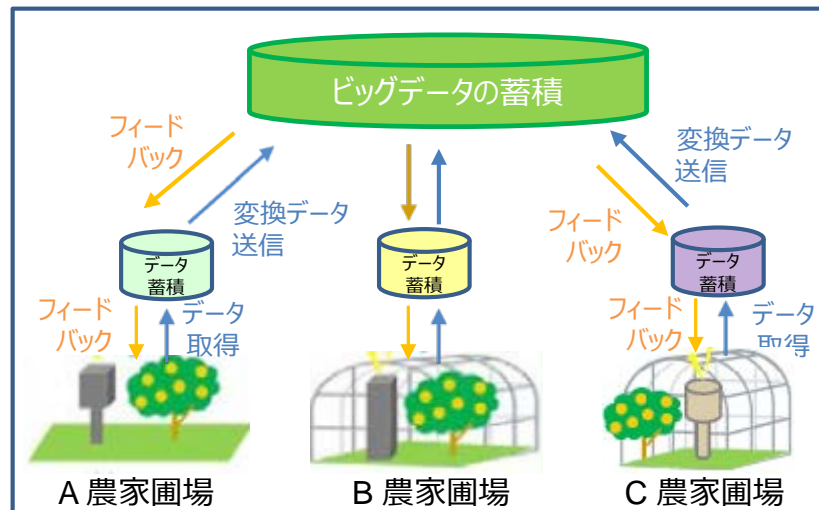 ビッグデータの蓄積
フィード
バック
変換データ
送信
変換データ
送信
フィード
バック
データ
蓄積
データ
蓄積
データ
蓄積
フィード
バック
データ
取得
フィード
バック
データ
取得
A 農家圃場
B 農家圃場
C 農家圃場